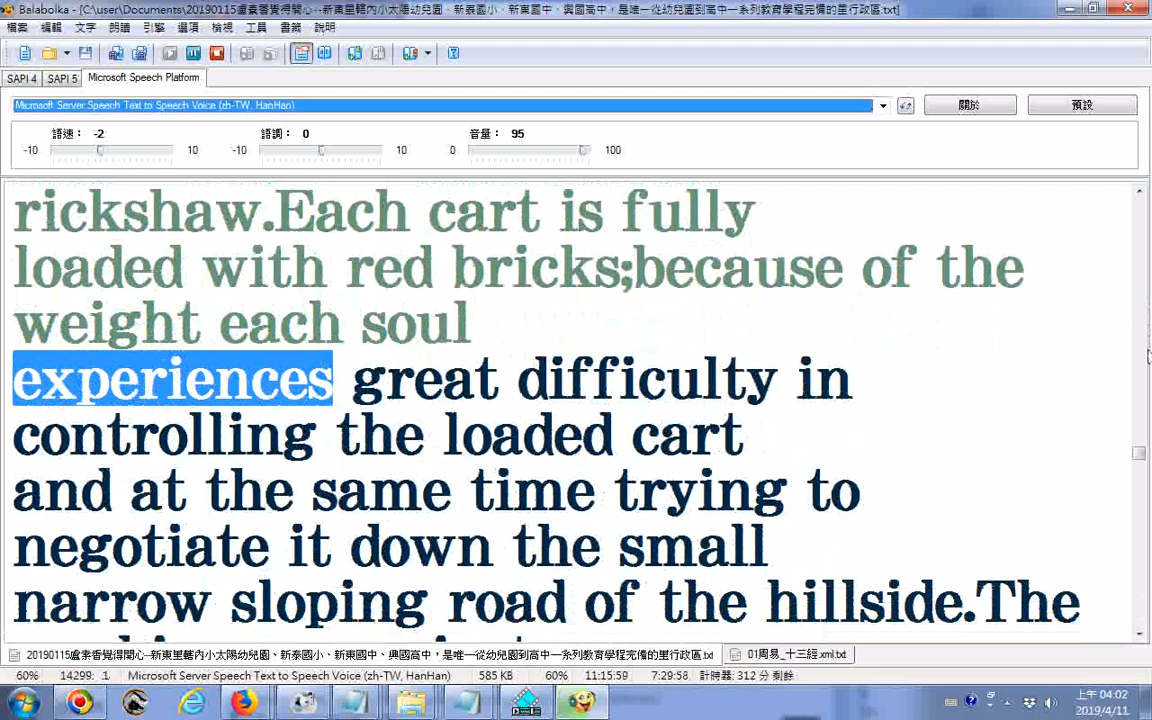 Balabolka - [C:\user\Documents\20190115盧素香覺得開心--新東里轄內小太陽幼兒園、新泰國小、新東國中、興國高中，是唯一從幼兒園到高中一系列教育學程完備的里行政區.txt]
檔案 編輯 文字 朗讀 引擎 選項 檢視 工具 書籤 說明
SAPI 4 SAPI 5 Microsoft Speech Platform
Microsoft Server Speech Text to Speech Voice (zh-TW, HanHan)
關於 預設
語速： -2 語調： 0 音量： 95
-10 10 -10 10 0 100
rickshaw.Each cart is fully
loaded with red bricks;because of the
weight each soul
experiences great difficulty in
controlling the loaded cart
and at the same time trying to
negotiate it down the small
narrow sloping road of the hillside.The
20190115盧素香覺得開心--新東里轄內小太陽幼兒園、新泰國小、新東國中、興國高中，是唯一從幼兒園到高中一系列教育學程完備的里行政區.txt 01周易_十三經.xml.txt
60% 14299: 1 Microsoft Server Speech Text to Speech Voice (zh-TW, HanHan) 585 KB 60% 11:15:59 7:29:58 計時器: 312 分 剩餘
上午 04:02
2019/4/11